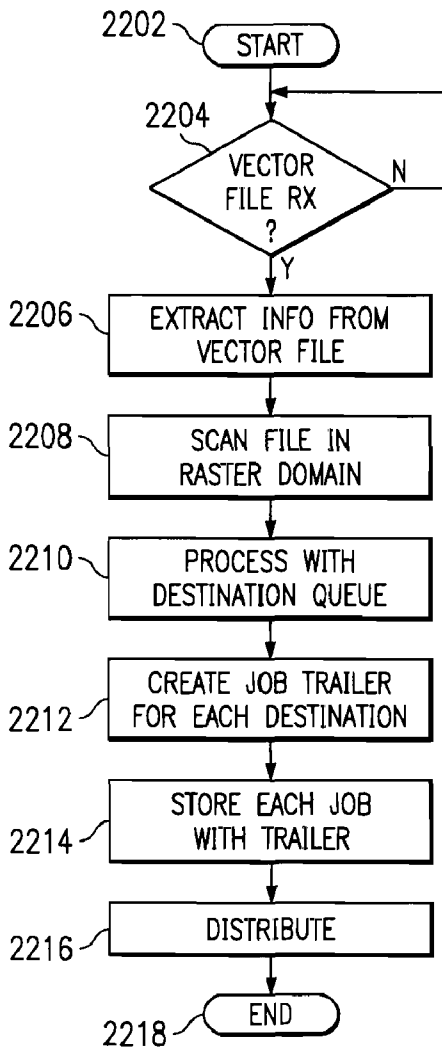 2202
START
2204
VECTOR
FILE RX
?
N
Y
2206
EXTRACT INFO FROM
VECTOR FILE
2208
SCAN FILE IN
RASTER DOMAIN
2210
PROCESS WITH
DESTINATION QUEUE
2212
CREATE JOB TRAILER
FOR EACH DESTINATION
2214
STORE EACH JOB
WITH TRAILER
2216
DISTRIBUTE
2218
END